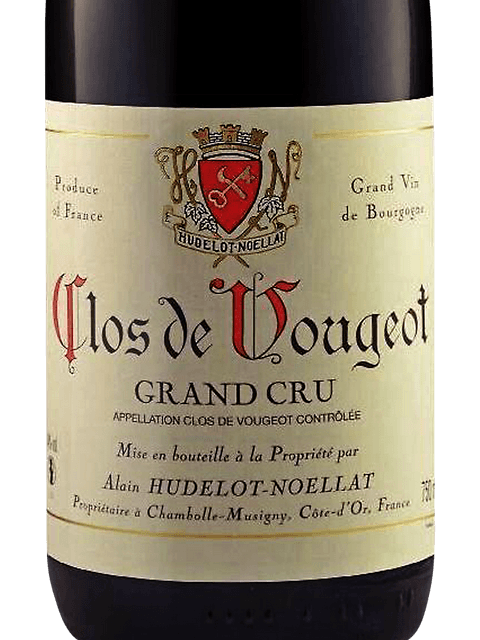 H N
Produce
of France
Grand Vin
de Bourgogne
HUDELOT-NOELLAT
Clos de Vougeot
GRAND CRU
APPELLATION CLOS DE VOUGEOT CONTRÔLÉE
Mise en bouteille à la Propriété par
Alain HUDELOT-NOELLAT
Propriétaire à Chambolle-Musigny, Côte-d'Or, France